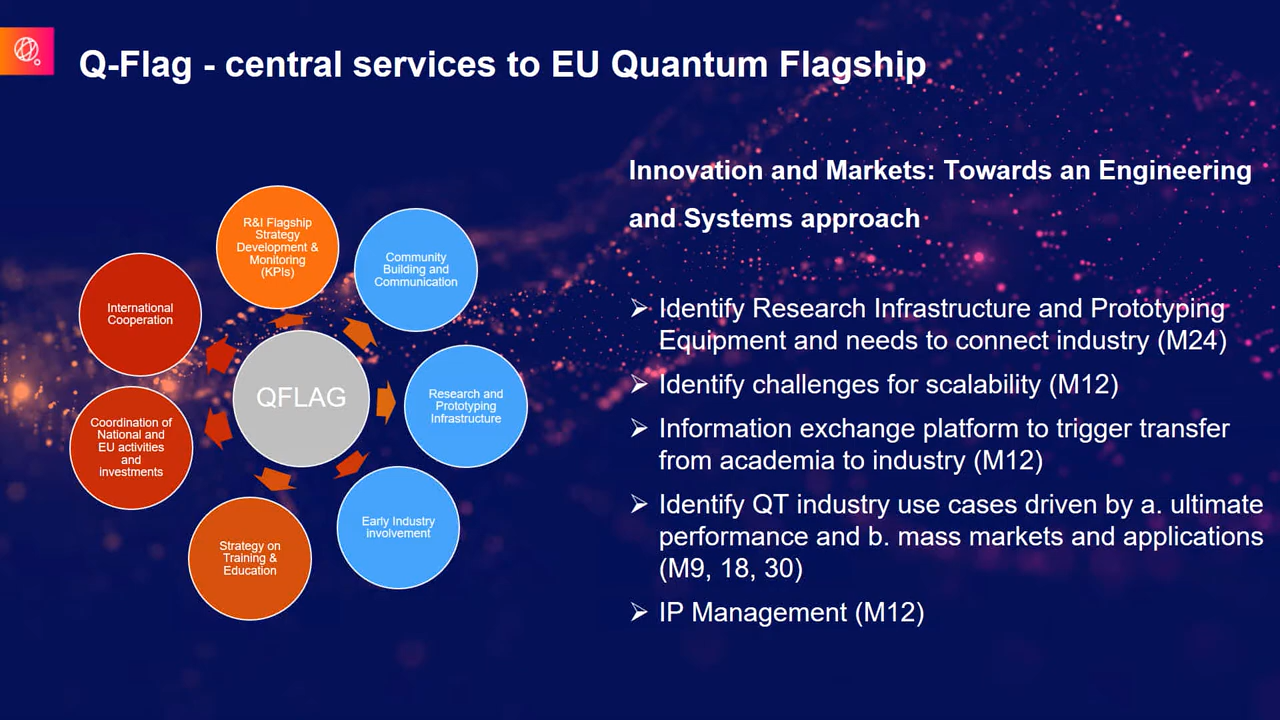 Q-Flag - central services to EU Quantum Flagship
R&I Flagship
Strategy
Development &
Monitoring
(KPIs)
Community
Building and
Communication
Research and
Prototyping
Infrastructure
Early Industry
involvement
Strategy on
Training &
Education
Coordination of
National and
EU activities
and
investments
International
Cooperation
QFLAG
Innovation and Markets: Towards an Engineering
and Systems approach
Identify Research Infrastructure and Prototyping
Equipment and needs to connect industry (M24)
Identify challenges for scalability (M12)
Information exchange platform to trigger transfer
from academia to industry (M12)
Identify QT industry use cases driven by a. ultimate
performance and b. mass markets and applications
(M9, 18, 30)
IP Management (M12)